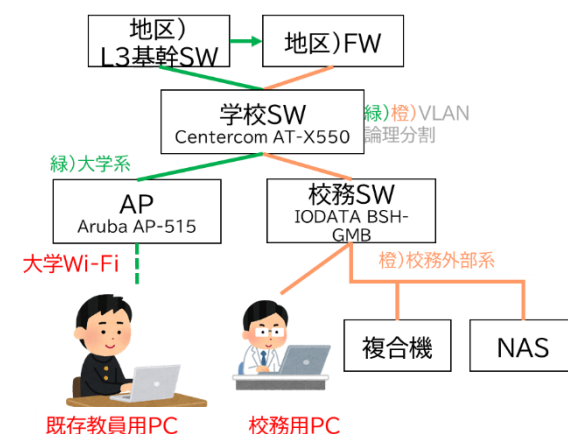 地区)
L3基幹SW
地区)FW
学校SW
Centercom AT-X550
緑)橙)VLAN
論理分割
緑)大学系
AP
Aruba AP-515
校務SW
IODATA BSH-
GMB
大学Wi-Fi
橙)校務外部系
複合機
NAS
既存教員用PC
校務用PC